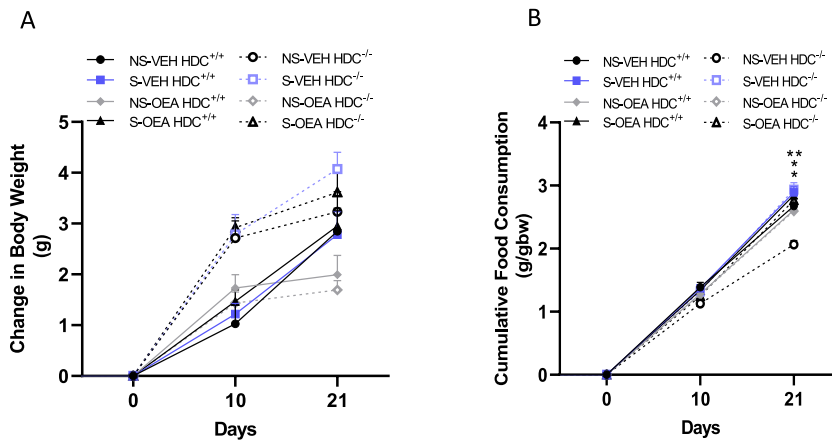 A
NS-VEH HDC+/+ NS-VEH HDC-/-
S-VEH HDC+/+ S-VEH HDC-/-
NS-OEA HDC+/+ NS-OEA HDC-/-
S-OEA HDC+/+ S-OEA HDC-/-
Change in Body Weight
(g)
5
4
3
2
1
0
0 10 21
Days
B
NS-VEH HDC+/+ NS-VEH HDC-/-
S-VEH HDC+/+ S-VEH HDC-/-
NS-OEA HDC+/+ NS-OEA HDC-/-
S-OEA HDC+/+ S-OEA HDC-/-
Cumulative Food Consumption
(g/gbw)
4
3
2
1
0
**
*
*
0 10 21
Days